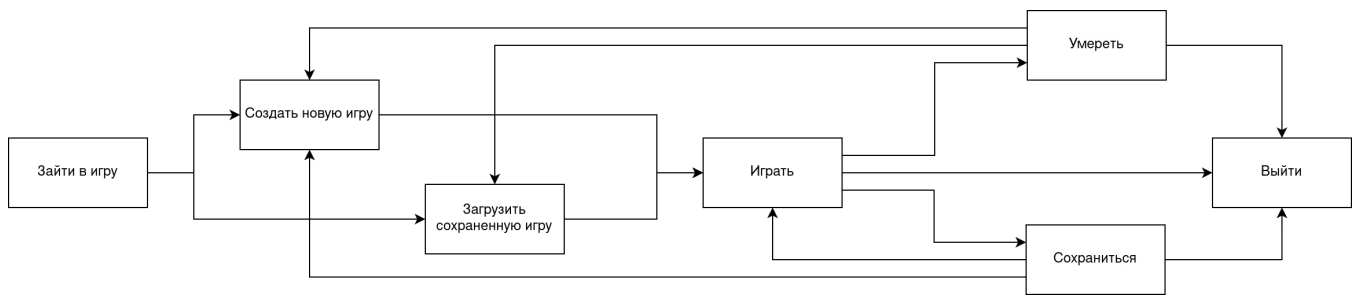 Умереть
Создать новую игру
Зайти в игру
Играть
Выйти
Загрузить
сохраненную игру
Сохраниться